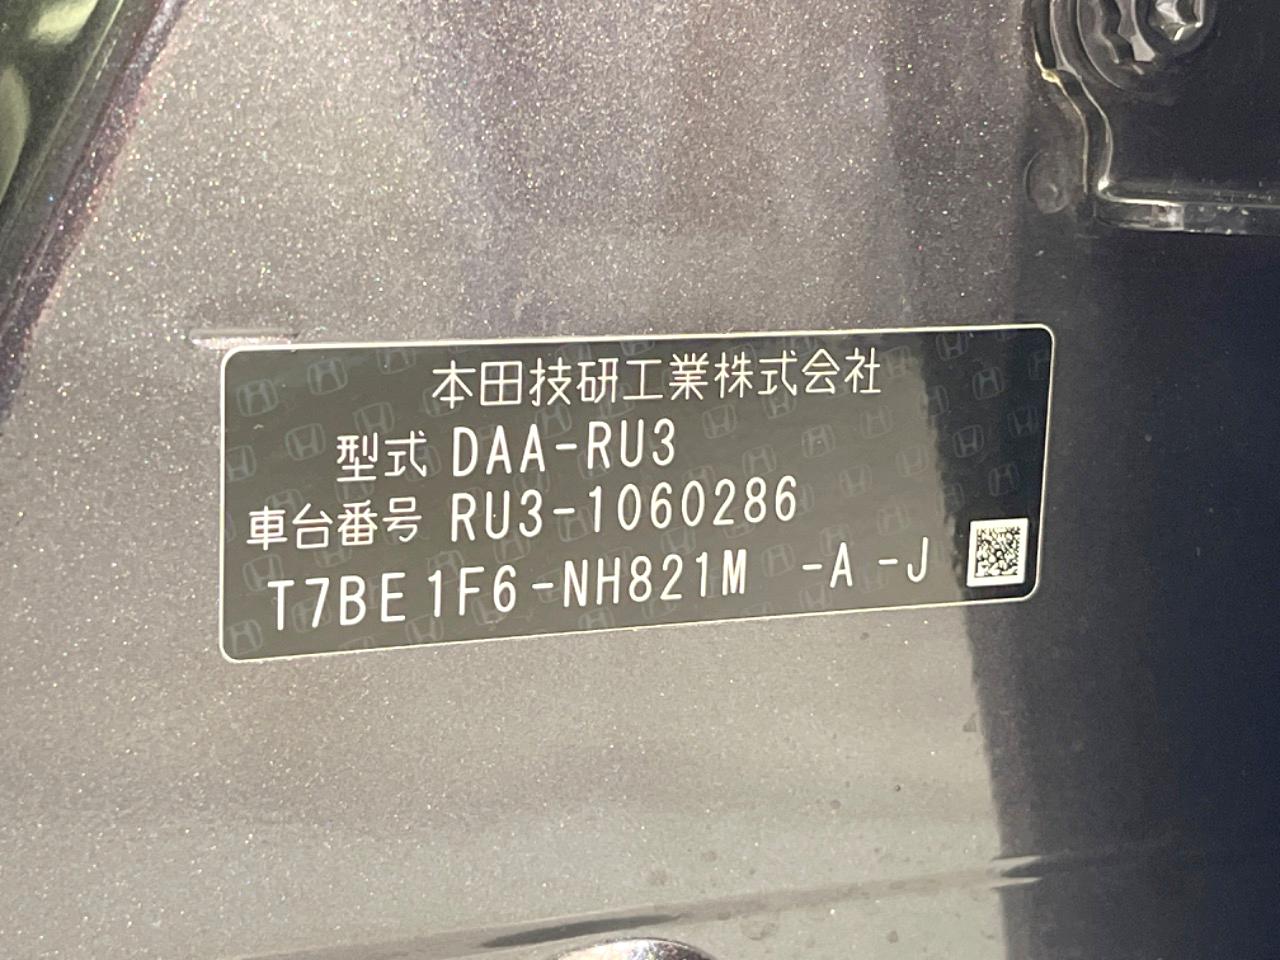 本田技研工業株式会社
型式 DAA-RU3
車台番号 RU3-1060286
T7BE1F6-NH821M -A -J